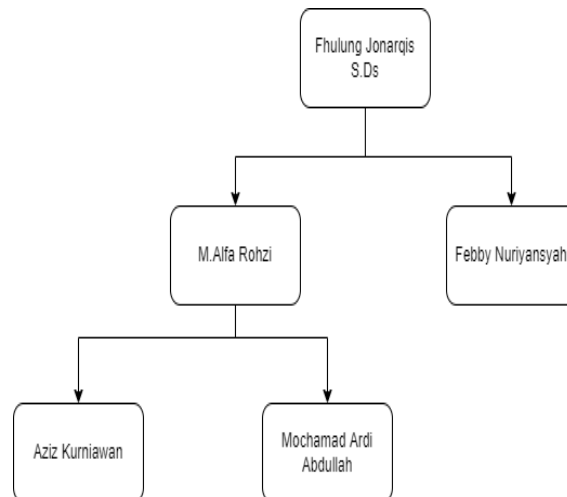 Fhulung Jonarqis
S.Ds
M.Alfa Rohzi
Febby Nuriyansyah
Aziz Kurniawan
Mochamad Ardi
Abdullah